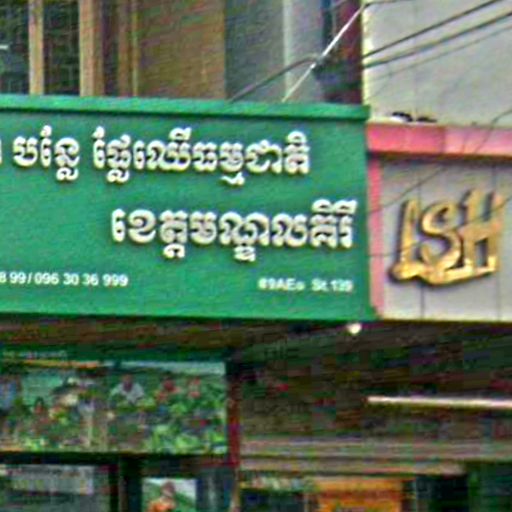 បន្លែ ផ្លែឈើធម្មជាតិ
ខេត្តមណ្ឌលគិរី
8 99/096 30 36 999
#9AEo St.139
LSH